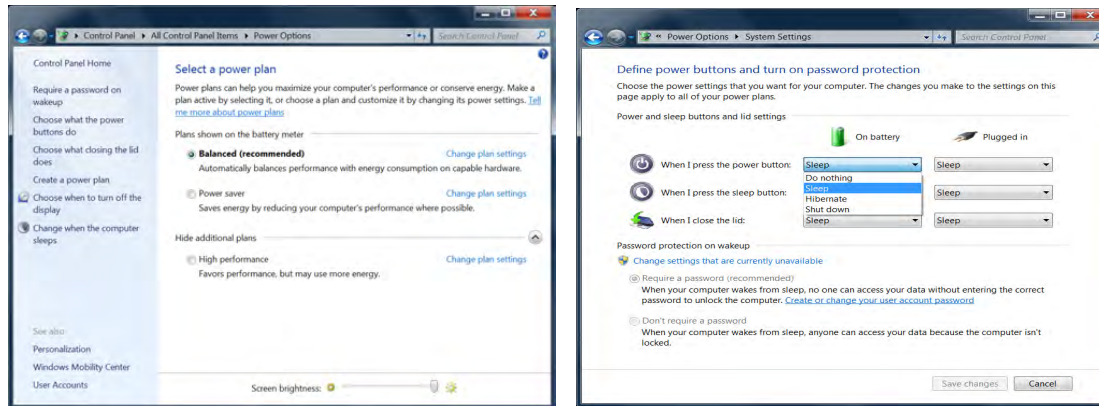 Control Panel ▸ All Control Panel Items ▸ Power Options
Search Control Panel
Control Panel Home
Require a password on
wakeup
Choose what the power
buttons do
Choose what closing the lid
does
Create a power plan
Choose when to turn off the
display
Change when the computer
sleeps
See also
Personalization
Windows Mobility Center
User Accounts
Select a power plan
Power plans can help you maximize your computer's performance or conserve energy. Make a
plan active by selecting it, or choose a plan and customize it by changing its power settings. Tell
me more about power plans
Plans shown on the battery meter
Balanced (recommended) Change plan settings
Automatically balances performance with energy consumption on capable hardware.
Power saver Change plan settings
Saves energy by reducing your computer's performance where possible.
Hide additional plans
High performance Change plan settings
Favors performance, but may use more energy.
Screen brightness:
« Power Options ▸ System Settings
Search Control Panel
Define power buttons and turn on password protection
Choose the power settings that you want for your computer. The changes you make to the settings on this
page apply to all of your power plans.
Power and sleep buttons and lid settings
On battery Plugged in
When I press the power button: Sleep Sleep
Do nothing
Sleep
When I press the sleep button: Sleep
Hibernate
Shut down
When I close the lid: Sleep Sleep
Password protection on wakeup
Change settings that are currently unavailable
Require a password (recommended)
When your computer wakes from sleep, no one can access your data without entering the correct
password to unlock the computer. Create or change your user account password
Don't require a password
When your computer wakes from sleep, anyone can access your data because the computer isn't
locked.
Save changes Cancel